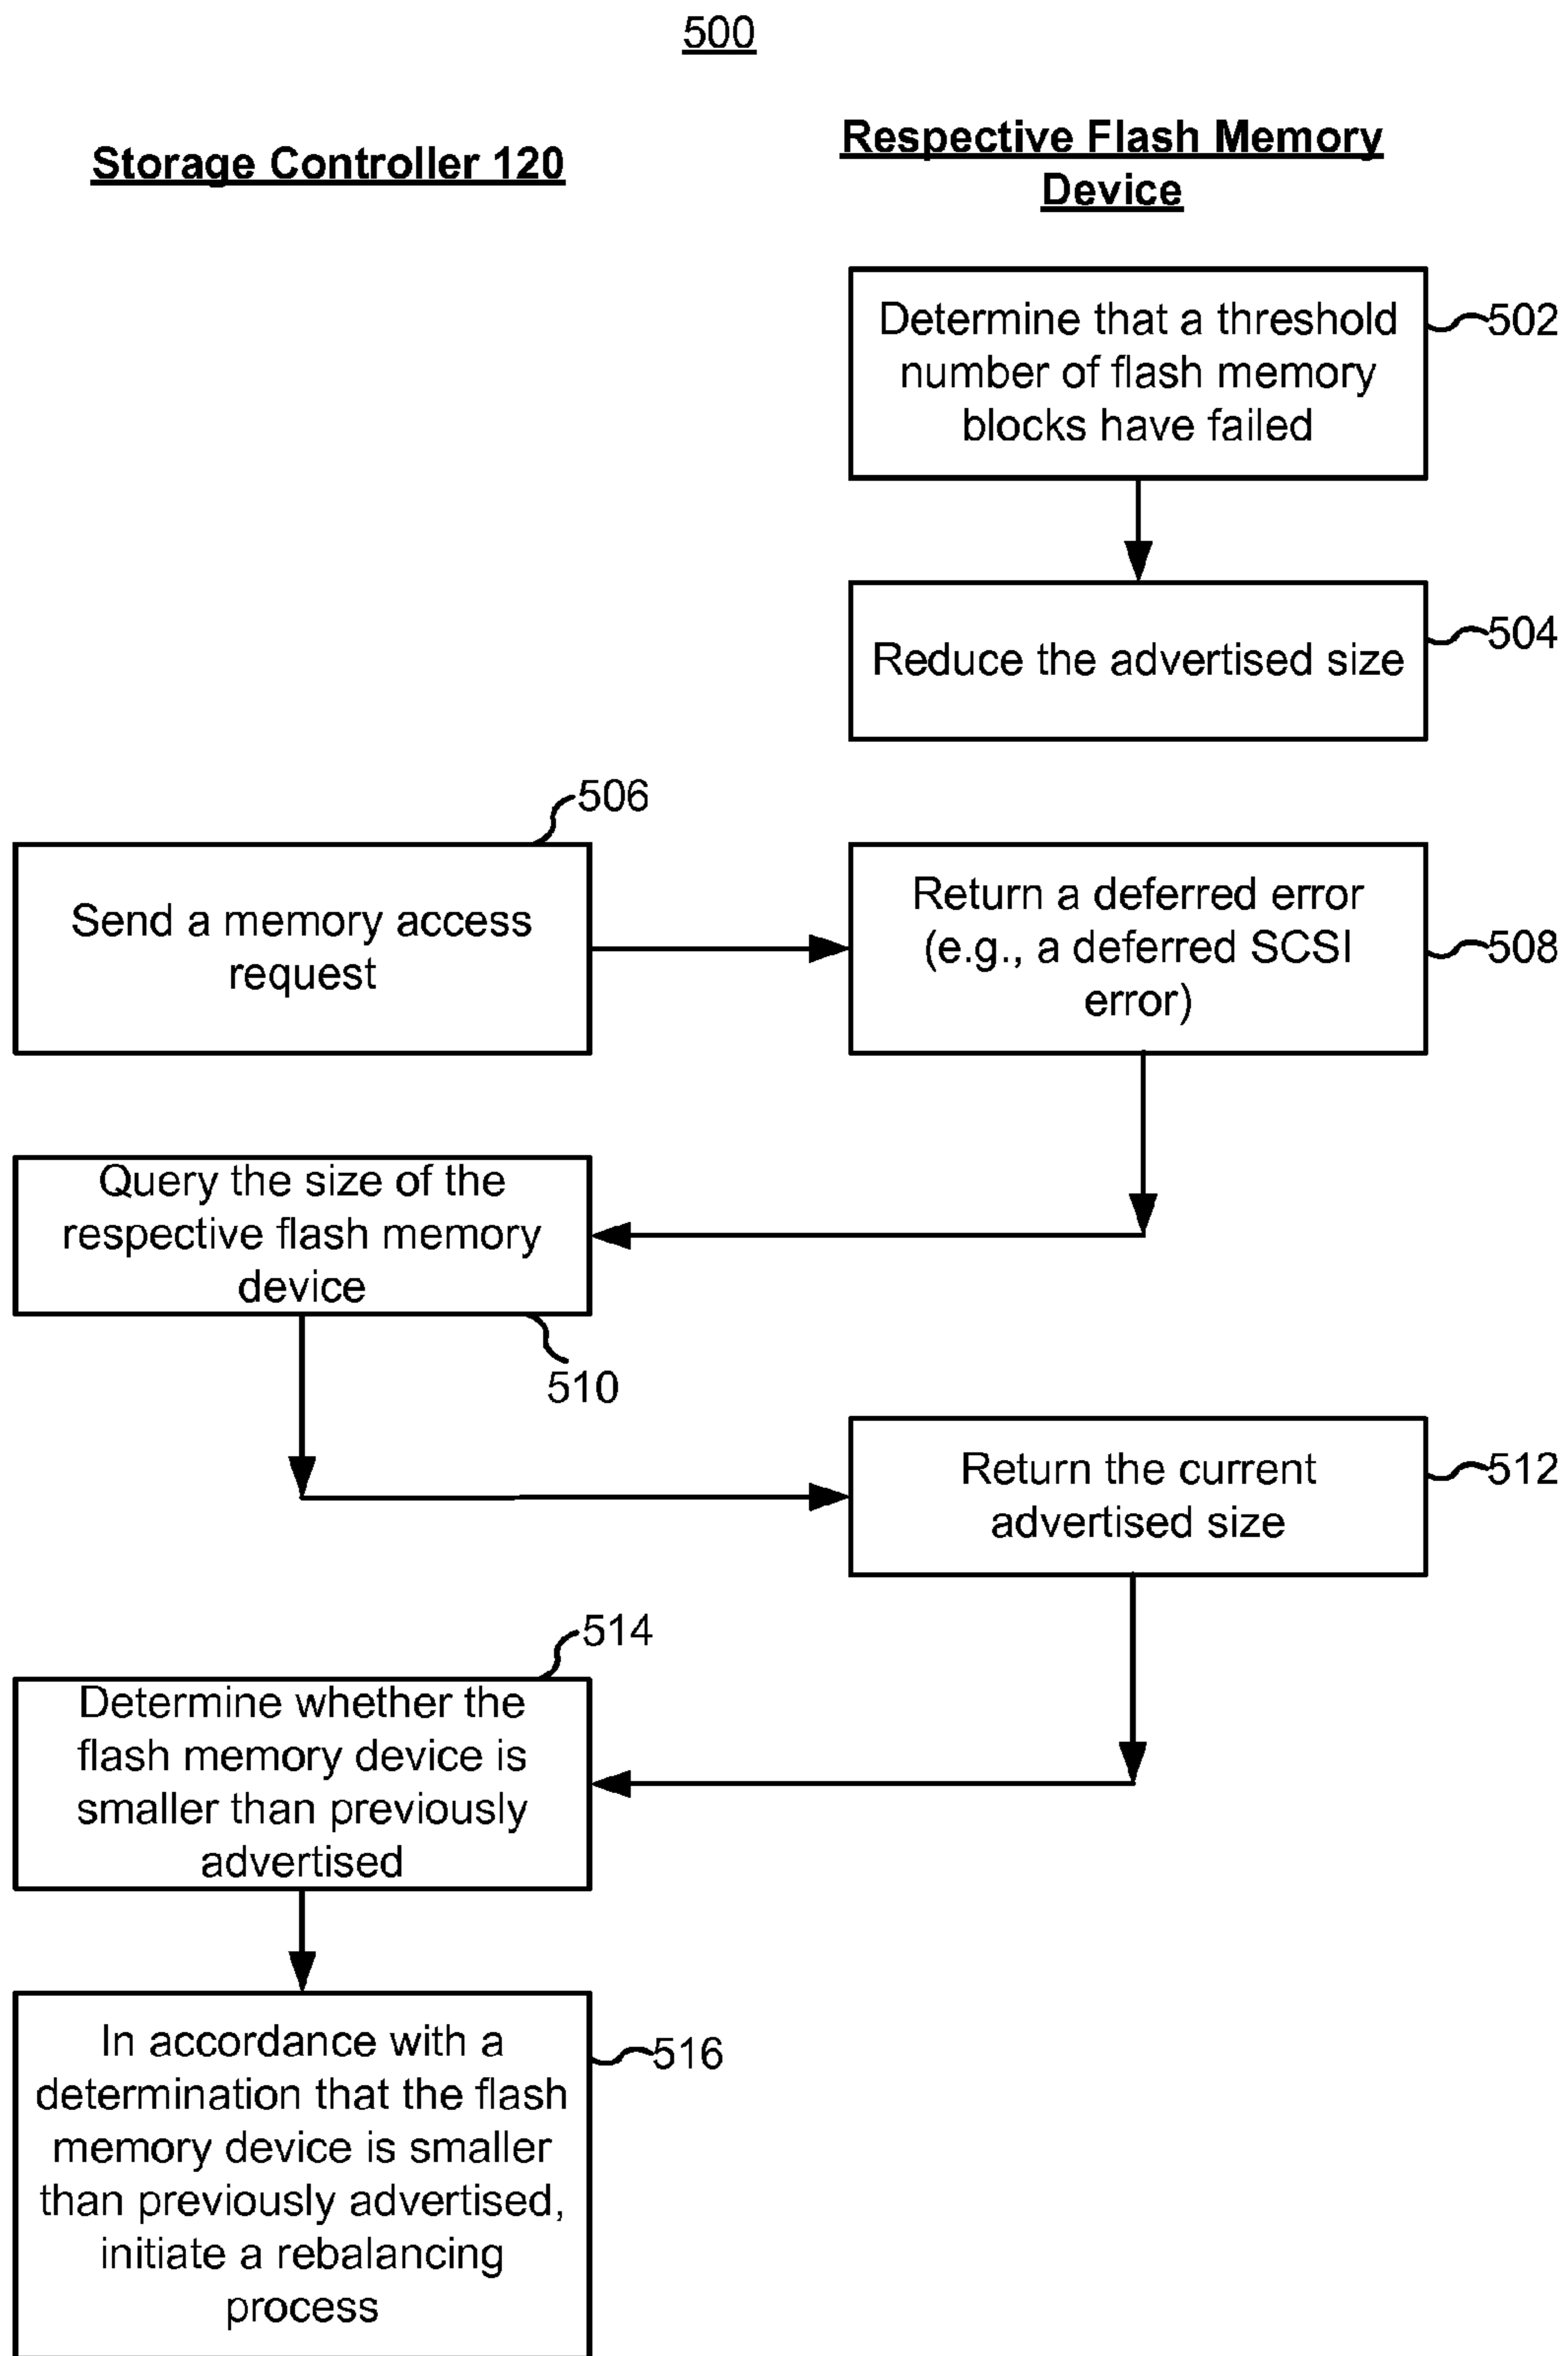 500
Storage Controller 120
Respective Flash Memory
Device
Determine that a threshold
number of flash memory
blocks have failed
502
Reduce the advertised size
504
506
Send a memory access
request
Return a deferred error
(e.g., a deferred SCSI
error)
508
Query the size of the
respective flash memory
device
510
Return the current
advertised size
512
514
Determine whether the
flash memory device is
smaller than previously
advertised
In accordance with a
determination that the flash
memory device is smaller
than previously advertised,
initiate a rebalancing
process
516